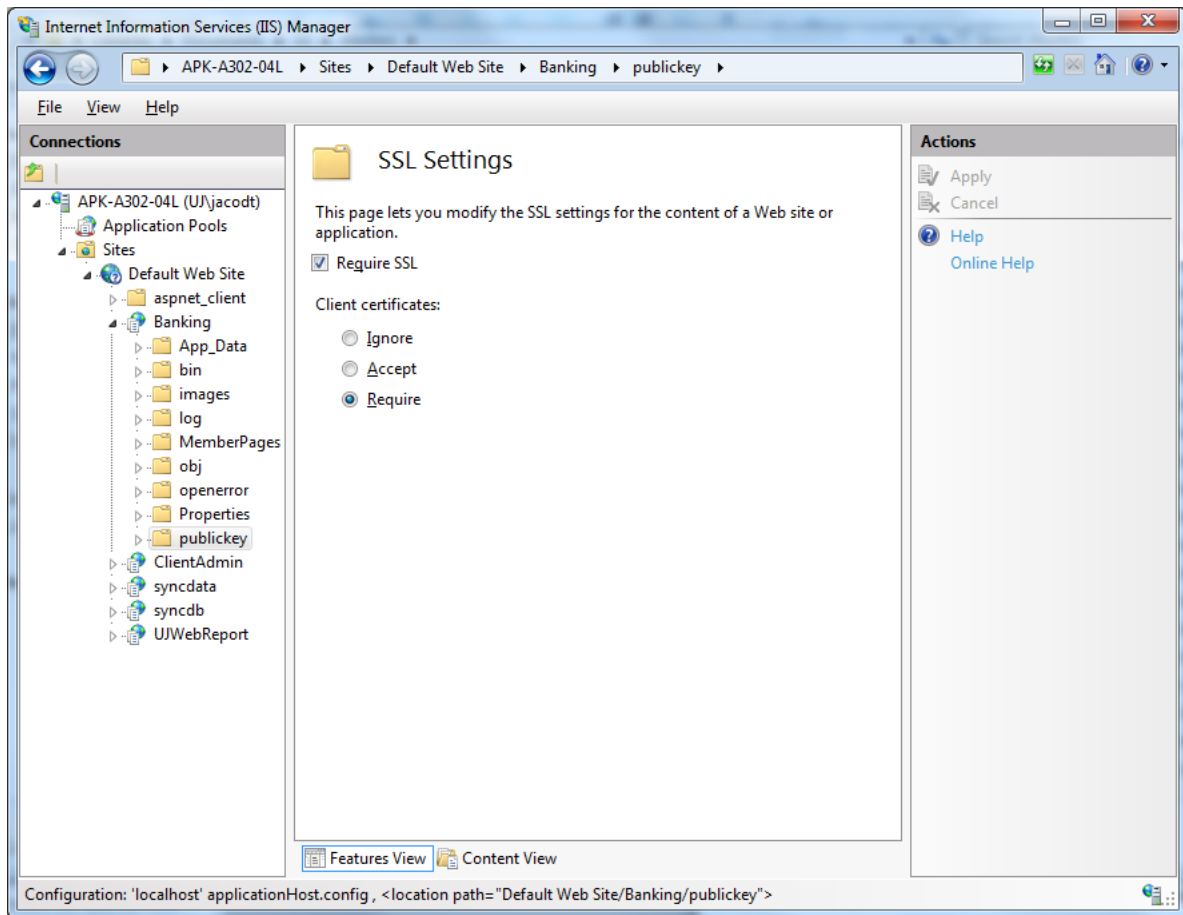 Internet Information Services (IIS) Manager
APK-A302-04L Sites Default Web Site Banking publickey
File View Help
Connections
APK-A302-04L (UJ\jacodt)
Application Pools
Sites
Default Web Site
aspnet_client
Banking
App_Data
bin
images
log
MemberPages
obj
openerror
Properties
publickey
ClientAdmin
syncdata
syncdb
UJWebReport
SSL Settings
This page lets you modify the SSL settings for the content of a Web site or
application.
Require SSL
Client certificates:
Ignore
Accept
Require
Features View Content View
Actions
Apply
Cancel
Help
Online Help
Configuration: 'localhost' applicationHost.config , <location path="Default Web Site/Banking/publickey">